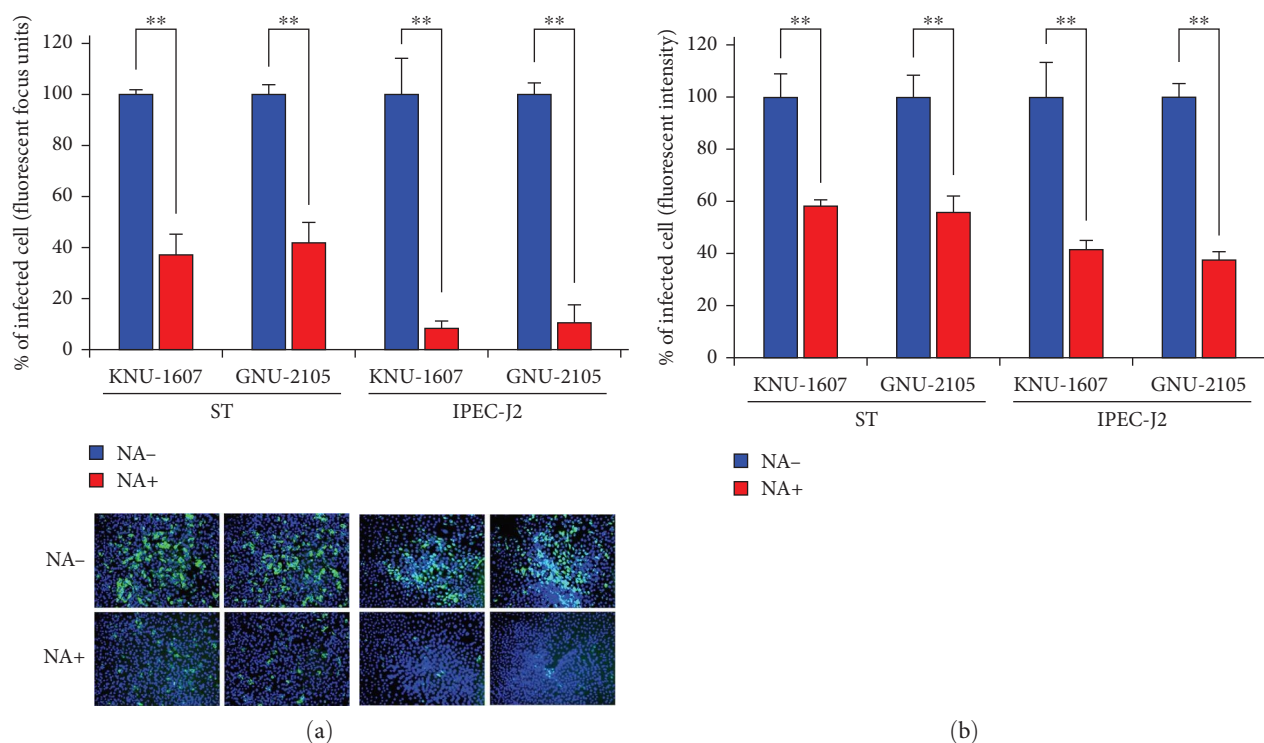 % of infected cell (fluorescent focus units)
** ** ** **
120
100
80
60
40
20
0
KNU-1607 GNU-2105 KNU-1607 GNU-2105
ST IPEC-J2
NA–
NA+
NA–
NA+
(a)
% of infected cell (fluorescent intensity)
** ** ** **
120
100
80
60
40
20
0
KNU-1607 GNU-2105 KNU-1607 GNU-2105
ST IPEC-J2
NA–
NA+
(b)